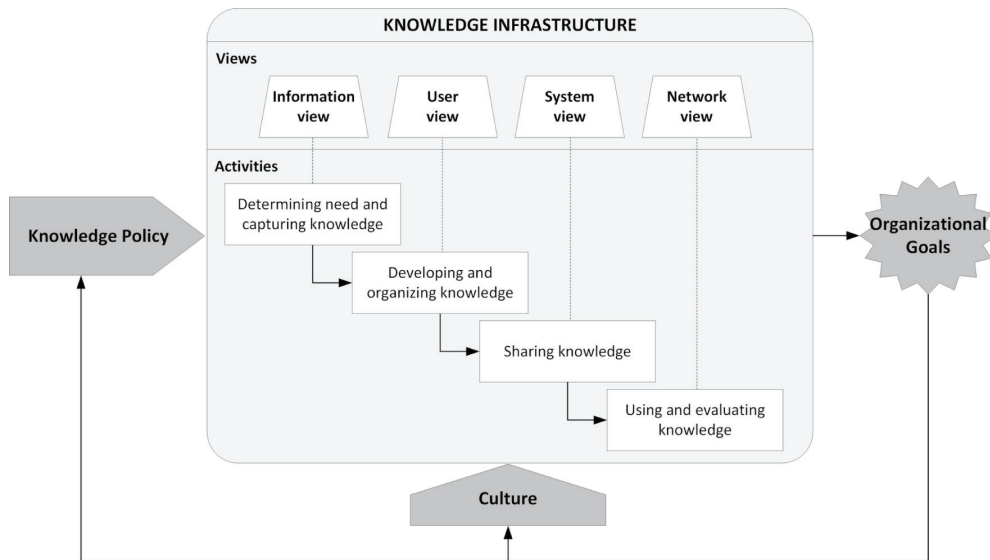 KNOWLEDGE INFRASTRUCTURE
Views
Information
view
User
view
System
view
Network
view
Activities
Determining need and
capturing knowledge
Knowledge Policy
Organizational
Goals
Developing and
organizing knowledge
Sharing knowledge
Using and evaluating
knowledge
Culture